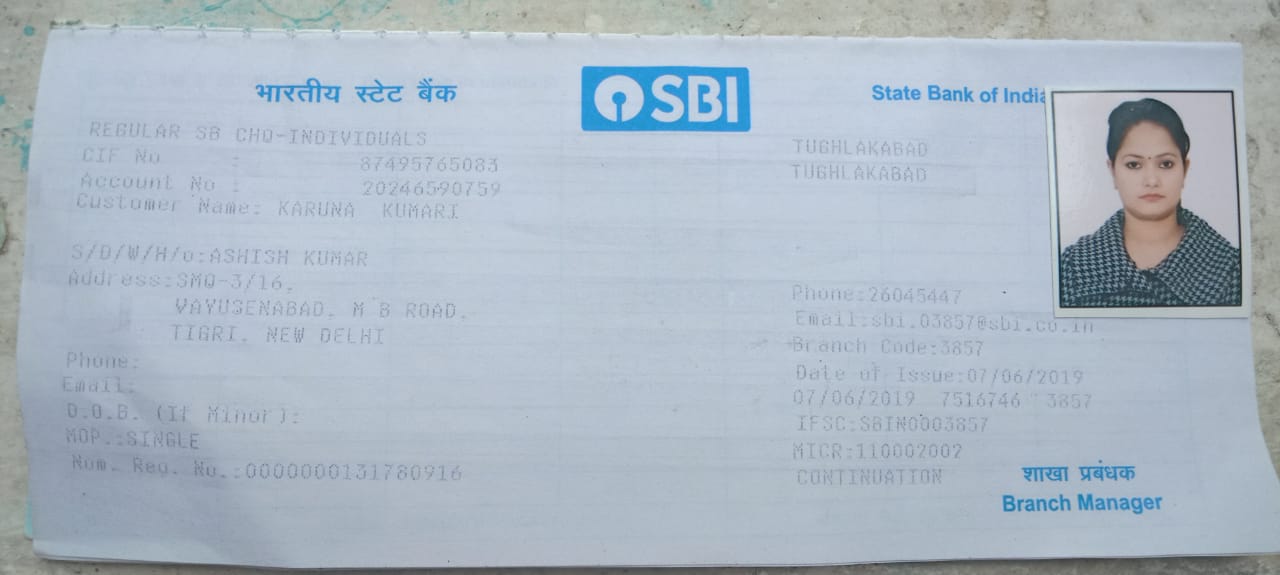 भारतीय स्टेट बैंक
SBI
State Bank of India
REGULAR SB CHQ-INDIVIDUALS
CIF No : 87495765083
Account No : 20246590759
Customer Name: KARUNA KUMARI
S/D/W/H/o:ASHISH KUMAR
Address:SMQ-3/16,
VAYUSENABAD, M B ROAD,
TIGRI, NEW DELHI
Phone:
Email:
D.O.B. (If Minor):
MOP.:SINGLE
Nom. Reg. No.:0000000131780916
TUGHLAKABAD
TUGHLAKABAD
Phone:26045447
Email:sbi.03857@sbi.co.in
Branch Code:3857
Date of Issue:07/06/2019
07/06/2019 7516746 3857
IFSC:SBIN0003857
MICR:110002002
CONTINUATION
शाखा प्रबंधक
Branch Manager